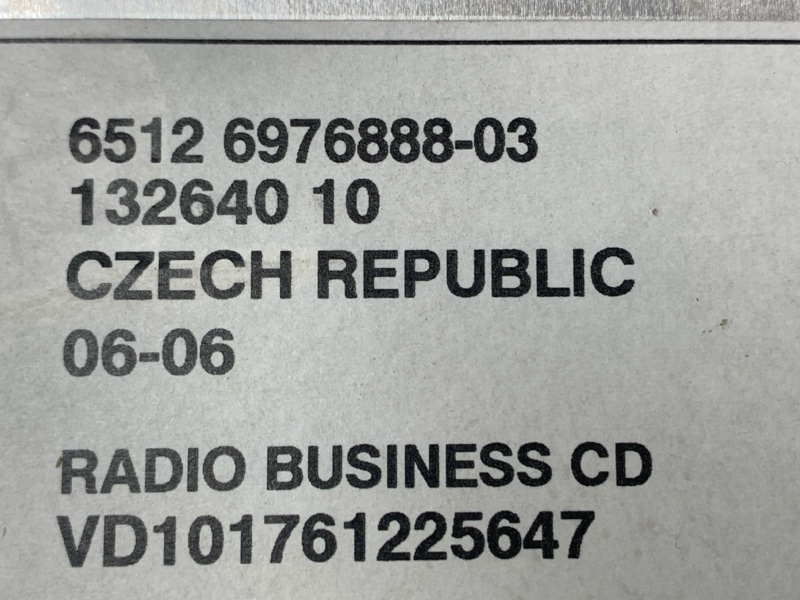 6512 6976888-03
132640 10
CZECH REPUBLIC
06-06
RADIO BUSINESS CD
VD101761225647